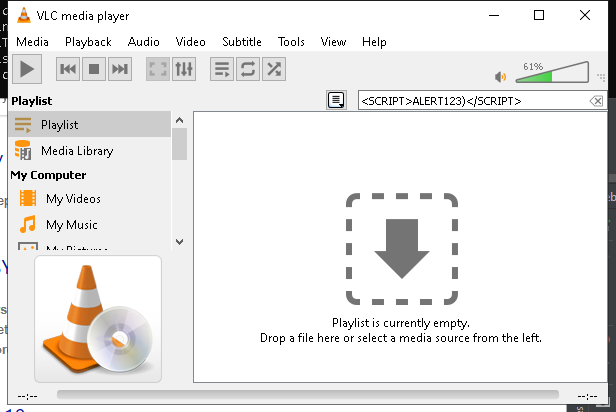 VLC media player
Media Playback Audio Video Subtitle Tools View Help
61%
Playlist
<SCRIPT>ALERT123)</SCRIPT>
Playlist
Media Library
My Computer
My Videos
My Music
My Pictures
Playlist is currently empty.
Drop a file here or select a media source from the left.
--:--
--:--